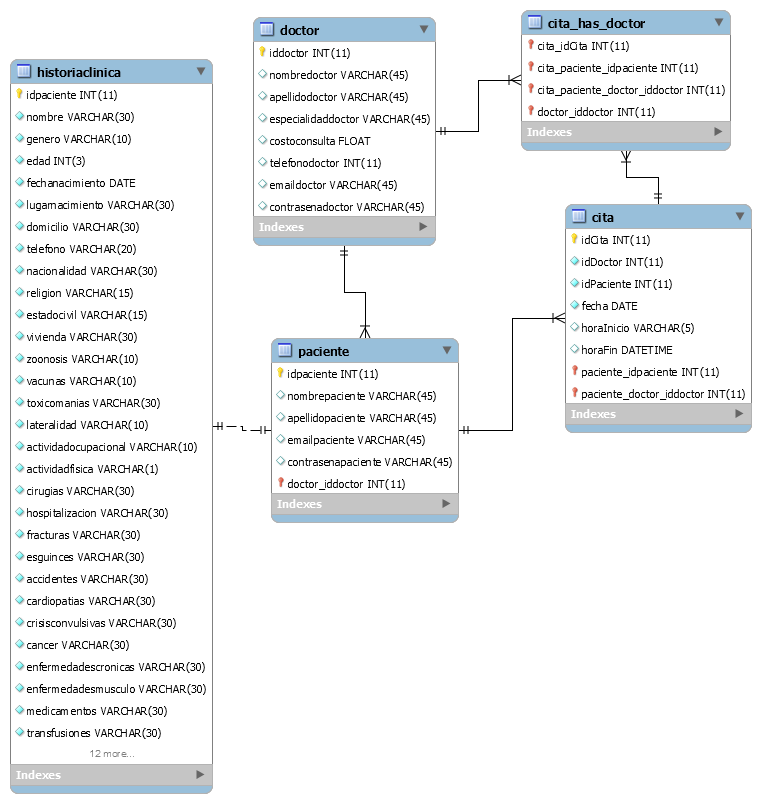 historiaclinica
idpaciente INT(11)
nombre VARCHAR(30)
genero VARCHAR(10)
edad INT(3)
fechanacimiento DATE
lugarnacimiento VARCHAR(30)
domicilio VARCHAR(30)
telefono VARCHAR(20)
nacionalidad VARCHAR(30)
religion VARCHAR(15)
estadocivil VARCHAR(15)
vivienda VARCHAR(30)
zoonosis VARCHAR(10)
vacunas VARCHAR(10)
toxicomanias VARCHAR(30)
lateralidad VARCHAR(10)
actividadocupacional VARCHAR(10)
actividadfisica VARCHAR(1)
cirugias VARCHAR(30)
hospitalizacion VARCHAR(30)
fracturas VARCHAR(30)
esguinces VARCHAR(30)
accidentes VARCHAR(30)
cardiopatias VARCHAR(30)
crisisconvulsivas VARCHAR(30)
cancer VARCHAR(30)
enfermedadescronicas VARCHAR(30)
enfermedadesmusculo VARCHAR(30)
medicamentos VARCHAR(30)
transfusiones VARCHAR(30)
12 more...
Indexes
doctor
iddoctor INT(11)
nombredoctor VARCHAR(45)
apellidodoctor VARCHAR(45)
especialidaddoctor VARCHAR(45)
costoconsulta FLOAT
telefonodoctor INT(11)
emaildoctor VARCHAR(45)
contrasenadoctor VARCHAR(45)
Indexes
paciente
idpaciente INT(11)
nombrepaciente VARCHAR(45)
apellidopaciente VARCHAR(45)
emailpaciente VARCHAR(45)
contrasenapaciente VARCHAR(45)
doctor_iddoctor INT(11)
Indexes
cita_has_doctor
cita_idCita INT(11)
cita_paciente_idpaciente INT(11)
cita_paciente_doctor_iddoctor INT(11)
doctor_iddoctor INT(11)
Indexes
cita
idCita INT(11)
idDoctor INT(11)
idPaciente INT(11)
fecha DATE
horaInicio VARCHAR(5)
horaFin DATETIME
paciente_idpaciente INT(11)
paciente_doctor_iddoctor INT(11)
Indexes